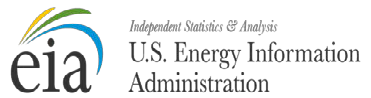 eia
Independent Statistics & Analysis
U.S. Energy Information
Administration